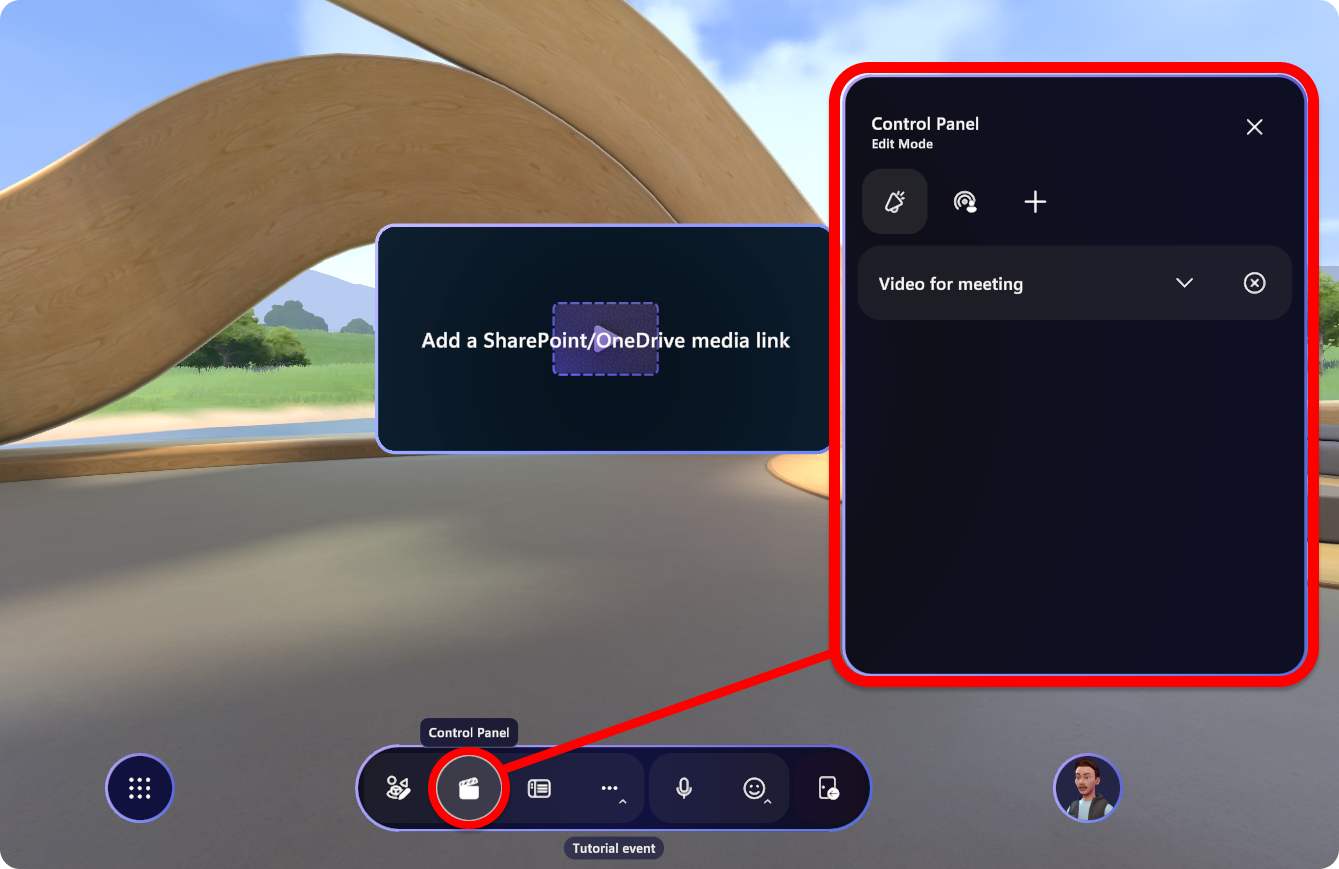 Control Panel
Edit Mode
Video for meeting
Add a SharePoint/OneDrive media link
Control Panel
Tutorial event